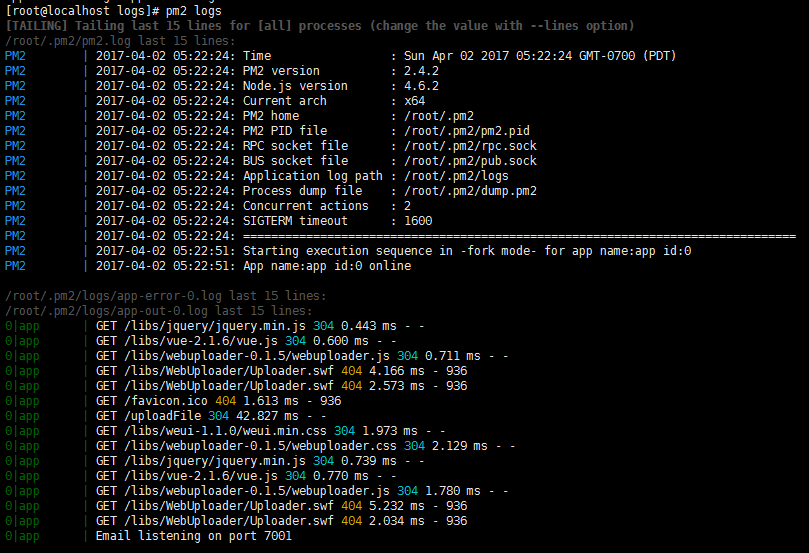 [root@localhost logs]# pm2 logs
[TAILING] Tailing last 15 lines for [all] processes (change the value with --lines option)
/root/.pm2/pm2.log last 15 lines:
PM2 | 2017-04-02 05:22:24: Time : Sun Apr 02 2017 05:22:24 GMT-0700 (PDT)
PM2 | 2017-04-02 05:22:24: PM2 version : 2.4.2
PM2 | 2017-04-02 05:22:24: Node.js version : 4.6.2
PM2 | 2017-04-02 05:22:24: Current arch : x64
PM2 | 2017-04-02 05:22:24: PM2 home : /root/.pm2
PM2 | 2017-04-02 05:22:24: PM2 PID file : /root/.pm2/pm2.pid
PM2 | 2017-04-02 05:22:24: RPC socket file : /root/.pm2/rpc.sock
PM2 | 2017-04-02 05:22:24: BUS socket file : /root/.pm2/pub.sock
PM2 | 2017-04-02 05:22:24: Application log path : /root/.pm2/logs
PM2 | 2017-04-02 05:22:24: Process dump file : /root/.pm2/dump.pm2
PM2 | 2017-04-02 05:22:24: Concurrent actions : 2
PM2 | 2017-04-02 05:22:24: SIGTERM timeout : 1600
PM2 | 2017-04-02 05:22:24: ===============================================================================
PM2 | 2017-04-02 05:22:51: Starting execution sequence in -fork mode- for app name:app id:0
PM2 | 2017-04-02 05:22:51: App name:app id:0 online
/root/.pm2/logs/app-error-0.log last 15 lines:
/root/.pm2/logs/app-out-0.log last 15 lines:
0|app | GET /libs/jquery/jquery.min.js 304 0.443 ms - -
0|app | GET /libs/vue-2.1.6/vue.js 304 0.600 ms - -
0|app | GET /libs/webuploader-0.1.5/webuploader.js 304 0.711 ms - -
0|app | GET /libs/WebUploader/Uploader.swf 404 4.166 ms - 936
0|app | GET /libs/WebUploader/Uploader.swf 404 2.573 ms - 936
0|app | GET /favicon.ico 404 1.613 ms - 936
0|app | GET /uploadFile 304 42.827 ms - -
0|app | GET /libs/weui-1.1.0/weui.min.css 304 1.973 ms - -
0|app | GET /libs/webuploader-0.1.5/webuploader.css 304 2.129 ms - -
0|app | GET /libs/jquery/jquery.min.js 304 0.739 ms - -
0|app | GET /libs/vue-2.1.6/vue.js 304 0.770 ms - -
0|app | GET /libs/webuploader-0.1.5/webuploader.js 304 1.780 ms - -
0|app | GET /libs/WebUploader/Uploader.swf 404 5.232 ms - 936
0|app | GET /libs/WebUploader/Uploader.swf 404 2.034 ms - 936
0|app | Email listening on port 7001